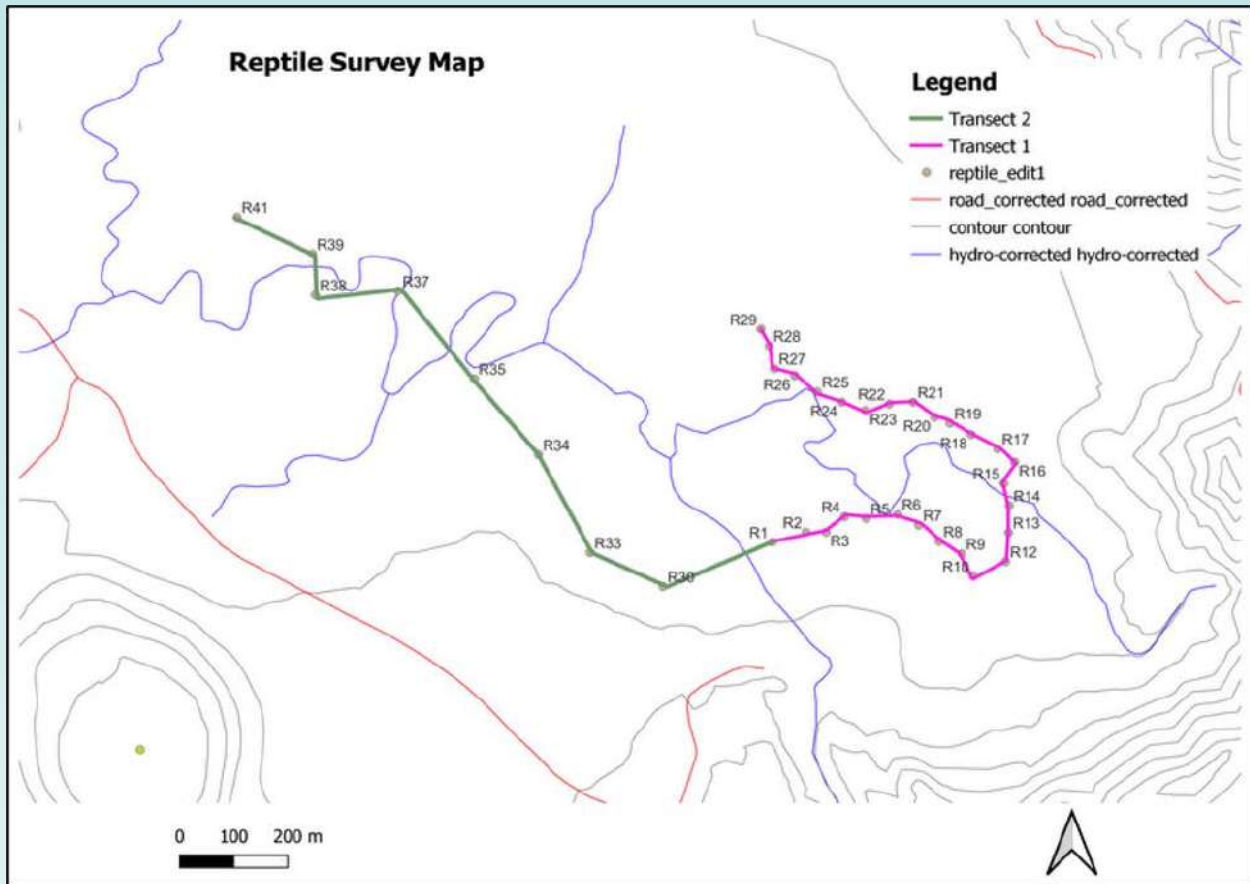 Reptile Survey Map
Legend
Transect 2
Transect 1
reptile_edit1
road_corrected road_corrected
contour contour
hydro-corrected hydro-corrected
R41
R39
R38
R37
R35
R34
R33
R30
R29
R28
R27
R26
R25
R24
R22
R23
R21
R20
R19
R18
R17
R16
R15
R14
R13
R12
R1
R2
R3
R4
R5
R6
R7
R8
R9
R10
0 100 200 m